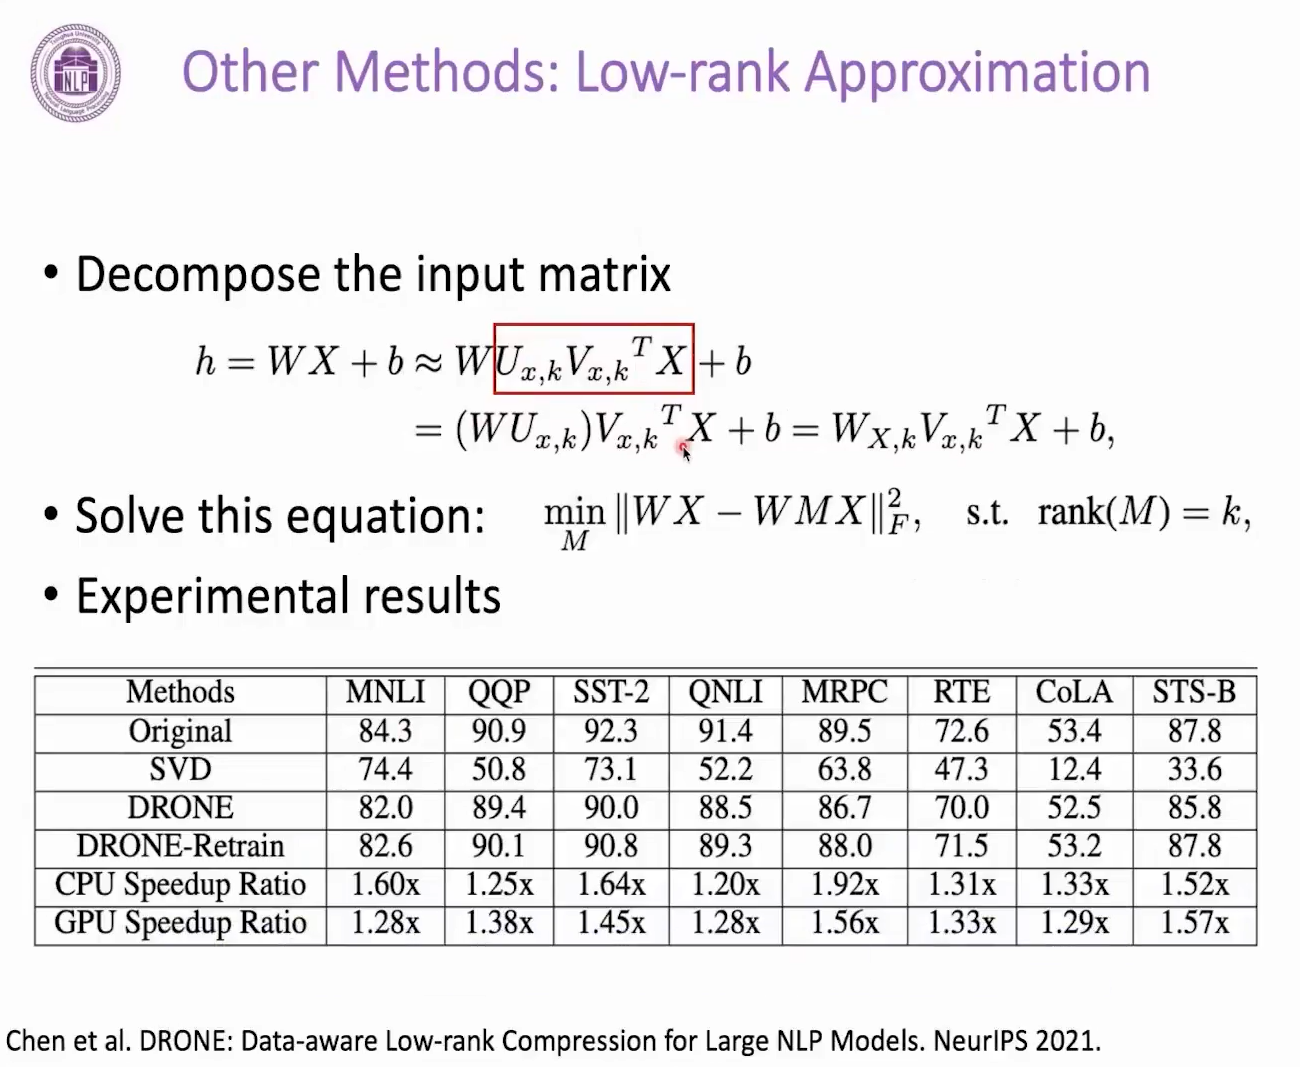 Tsinghua University
NLP
Natural Language Processing
Other Methods: Low-rank Approximation
• Decompose the input matrix
h = WX + b ≈ WU_{x,k}V_{x,k}^T X + b
= (WU_{x,k})V_{x,k}^T X + b = W_{X,k}V_{x,k}^T X + b,
• Solve this equation: min_M ||WX − WMX||_F^2, s.t. rank(M) = k,
• Experimental results
Methods MNLI QQP SST-2 QNLI MRPC RTE CoLA STS-B
Original 84.3 90.9 92.3 91.4 89.5 72.6 53.4 87.8
SVD 74.4 50.8 73.1 52.2 63.8 47.3 12.4 33.6
DRONE 82.0 89.4 90.0 88.5 86.7 70.0 52.5 85.8
DRONE-Retrain 82.6 90.1 90.8 89.3 88.0 71.5 53.2 87.8
CPU Speedup Ratio 1.60x 1.25x 1.64x 1.20x 1.92x 1.31x 1.33x 1.52x
GPU Speedup Ratio 1.28x 1.38x 1.45x 1.28x 1.56x 1.33x 1.29x 1.57x
Chen et al. DRONE: Data-aware Low-rank Compression for Large NLP Models. NeurIPS 2021.